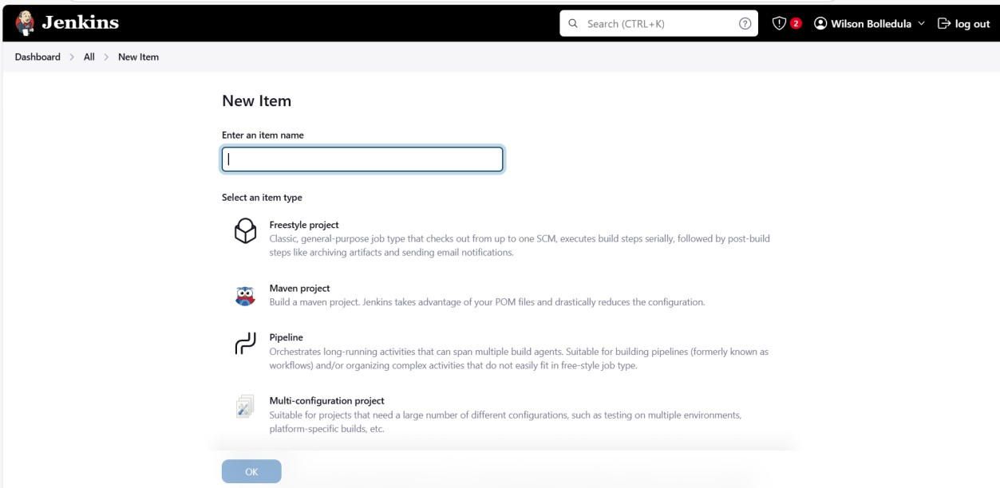 Jenkins
Search (CTRL+K)
2
Wilson Bolledula
log out
Dashboard > All > New Item
New Item
Enter an item name
Select an item type
Freestyle project
Classic, general-purpose job type that checks out from up to one SCM, executes build steps serially, followed by post-build
steps like archiving artifacts and sending email notifications.
Maven project
Build a maven project. Jenkins takes advantage of your POM files and drastically reduces the configuration.
Pipeline
Orchestrates long-running activities that can span multiple build agents. Suitable for building pipelines (formerly known as
workflows) and/or organizing complex activities that do not easily fit in free-style job type.
Multi-configuration project
Suitable for projects that need a large number of different configurations, such as testing on multiple environments,
platform-specific builds, etc.
OK